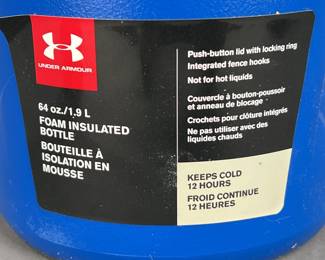 UNDER ARMOUR
64 oz./1,9 L
FOAM INSULATED
BOTTLE
BOUTEILLE À
ISOLATION EN
MOUSSE
Push-button lid with locking ring
Integrated fence hooks
Not for hot liquids
Couvercle à bouton-poussoir
et anneau de blocage
Crochets pour clôture intégrés
Ne pas utiliser avec des
liquides chauds
KEEPS COLD
12 HOURS
FROID CONTINUE
12 HEURES